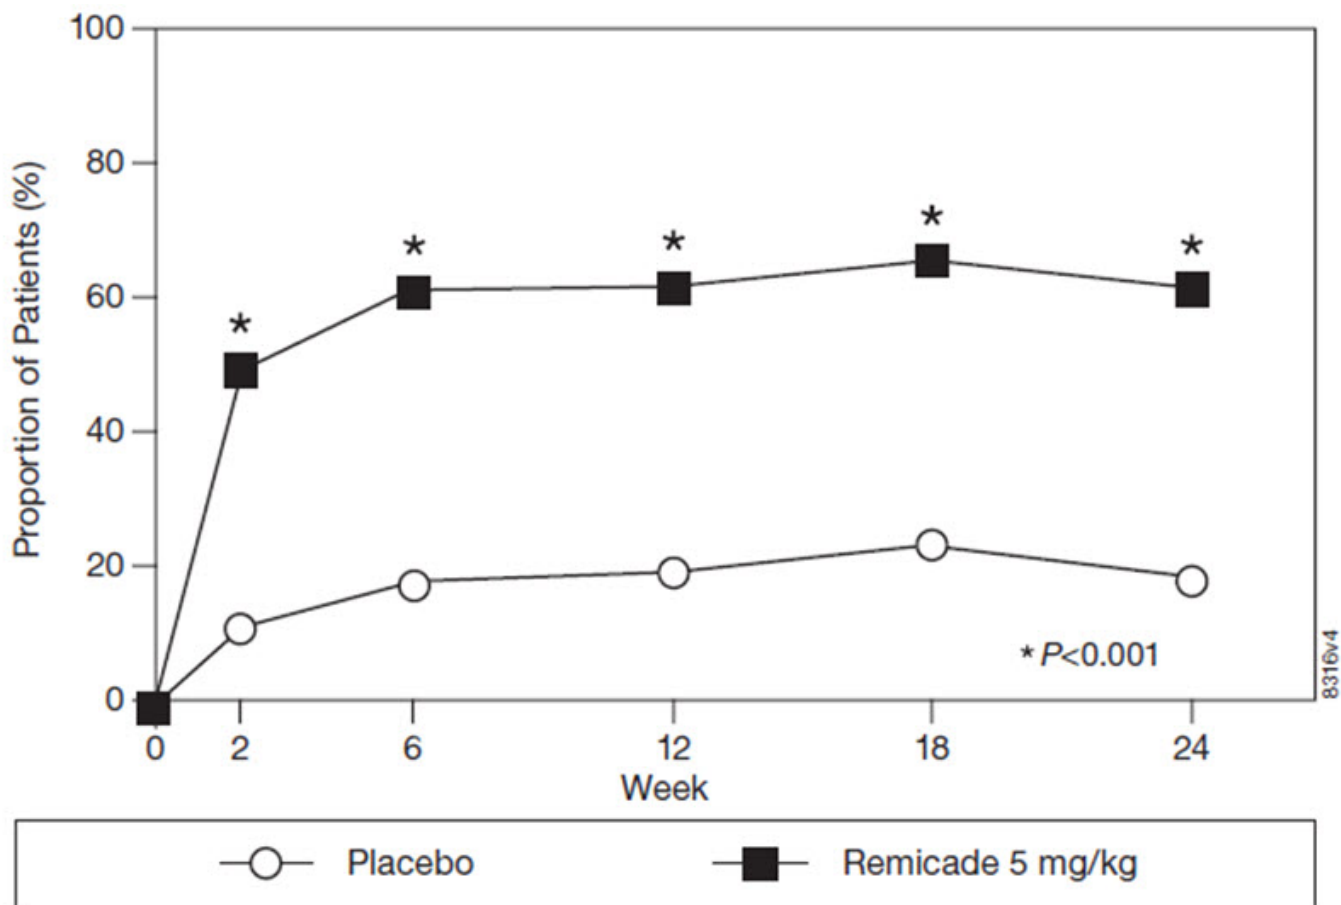 100
80
60
40
20
0
Proportion of Patients (%)
*
*
*
*
*
* P<0.001
8316v4
0 2 6 12 18 24
Week
Placebo Remicade 5 mg/kg